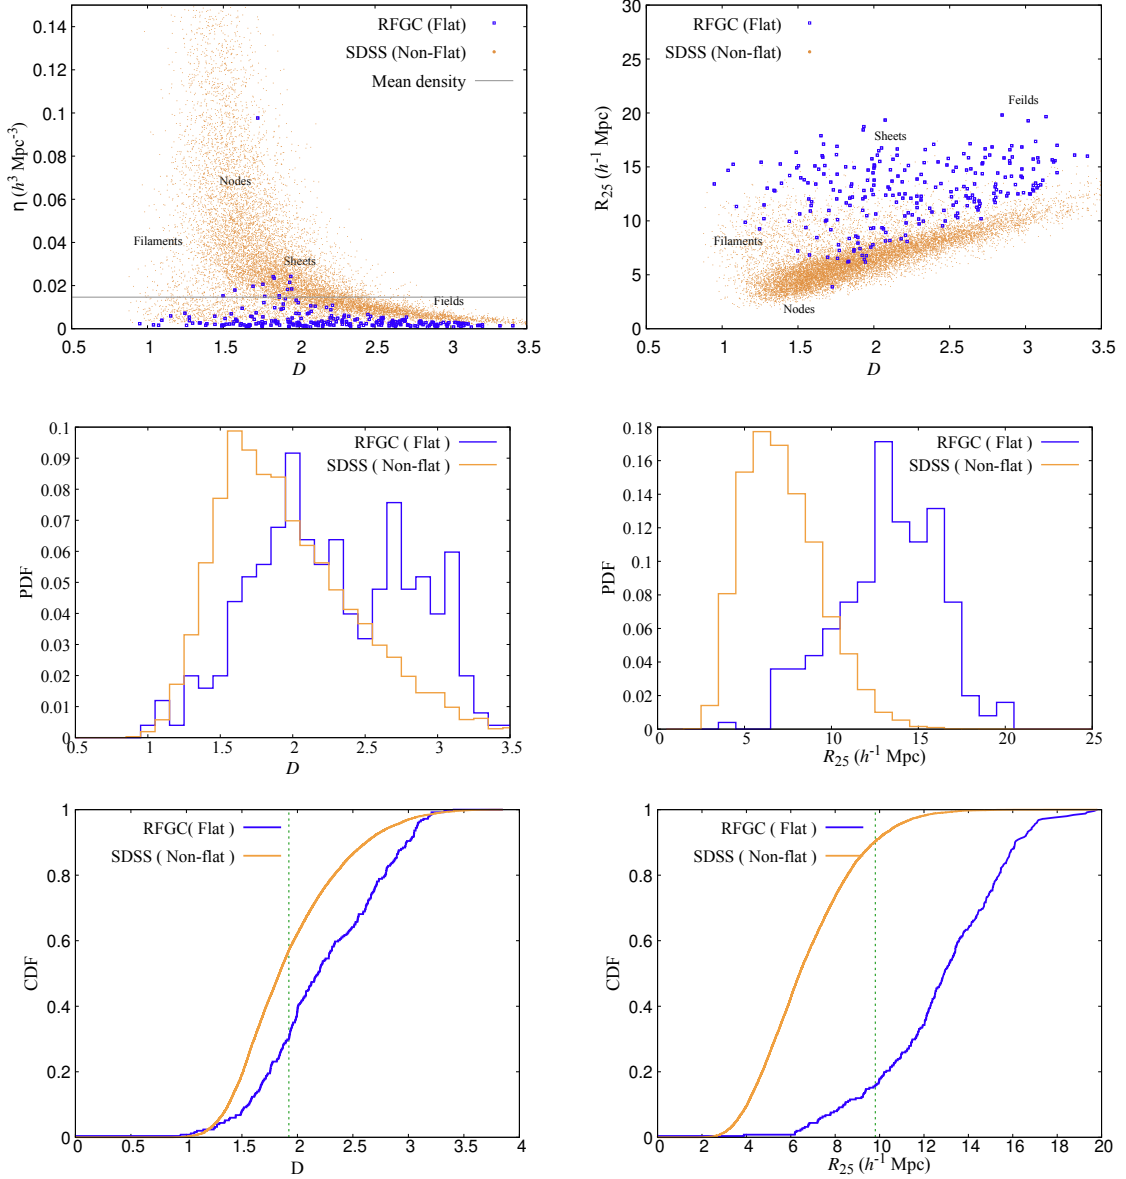 0.14
0.12
0.1
0.08
0.06
0.04
0.02
0
η (h³ Mpc⁻³)
RFGC (Flat)
SDSS (Non-Flat)
Mean density
Nodes
Filaments
Sheets
Fields
0.5 1 1.5 2 2.5 3 3.5
D
30
25
20
15
10
5
0
R₂₅ (h⁻¹ Mpc)
RFGC (Flat)
SDSS (Non-flat)
Feilds
Sheets
Filaments
Nodes
0.5 1 1.5 2 2.5 3 3.5
D
0.1
0.09
0.08
0.07
0.06
0.05
0.04
0.03
0.02
0.01
0
PDF
RFGC ( Flat )
SDSS ( Non-flat )
0.5 1 1.5 2 2.5 3 3.5
D
0.18
0.16
0.14
0.12
0.1
0.08
0.06
0.04
0.02
0
PDF
RFGC ( Flat )
SDSS ( Non-flat )
0 5 10 15 20 25
R₂₅ (h⁻¹ Mpc)
1
0.8
0.6
0.4
0.2
0
CDF
RFGC( Flat )
SDSS ( Non-flat )
0 0.5 1 1.5 2 2.5 3 3.5 4
D
1
0.8
0.6
0.4
0.2
0
CDF
RFGC ( Flat )
SDSS ( Non-flat )
0 2 4 6 8 10 12 14 16 18 20
R₂₅ (h⁻¹ Mpc)